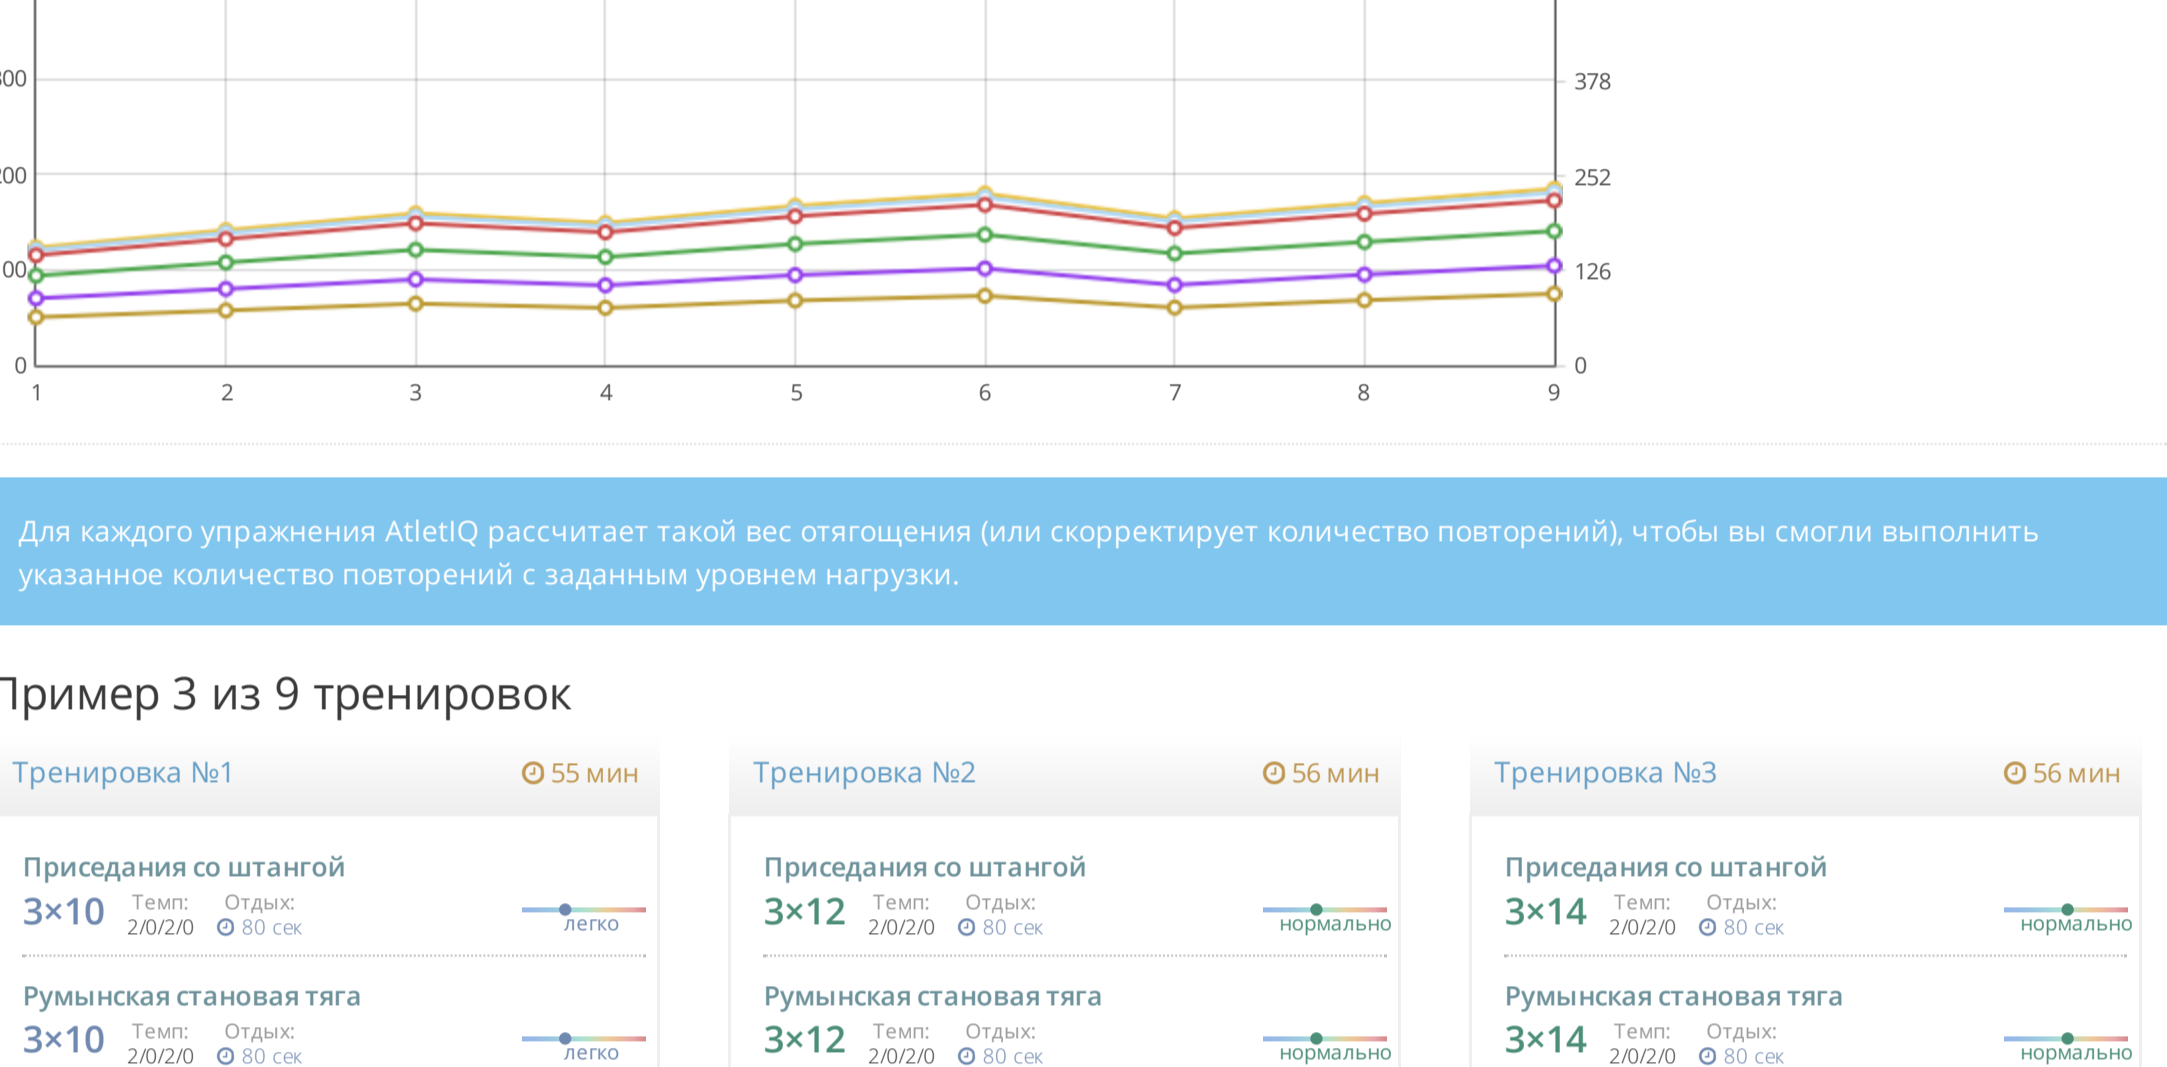 300 378
200 252
100 126
0 0
1 2 3 4 5 6 7 8 9
Для каждого упражнения AtletIQ рассчитает такой вес отягощения (или скорректирует количество повторений), чтобы вы смогли выполнить
указанное количество повторений с заданным уровнем нагрузки.
Пример 3 из 9 тренировок
Тренировка №1 55 мин
Приседания со штангой
3×10 Темп: 2/0/2/0 Отдых: 80 сек легко
Румынская становая тяга
3×10 Темп: 2/0/2/0 Отдых: 80 сек легко
Тренировка №2 56 мин
Приседания со штангой
3×12 Темп: 2/0/2/0 Отдых: 80 сек нормально
Румынская становая тяга
3×12 Темп: 2/0/2/0 Отдых: 80 сек нормально
Тренировка №3 56 мин
Приседания со штангой
3×14 Темп: 2/0/2/0 Отдых: 80 сек нормально
Румынская становая тяга
3×14 Темп: 2/0/2/0 Отдых: 80 сек нормально